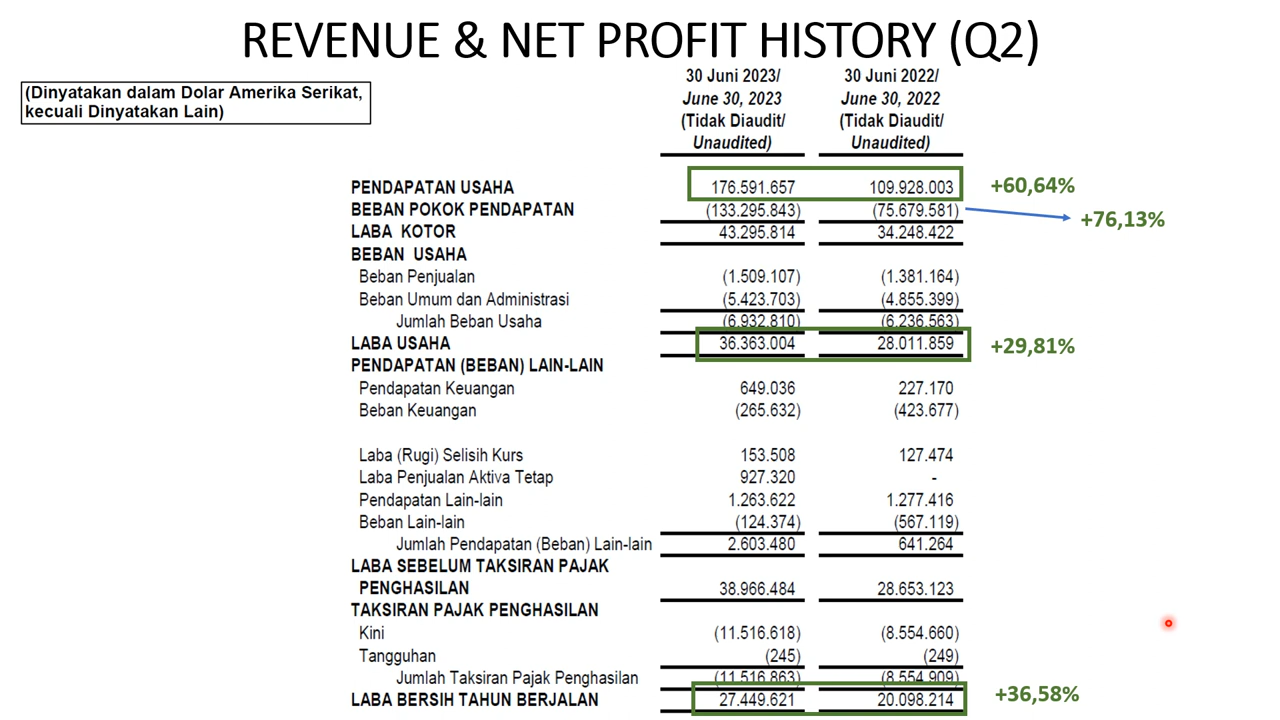 REVENUE & NET PROFIT HISTORY (Q2)
(Dinyatakan dalam Dolar Amerika Serikat,
kecuali Dinyatakan Lain)
30 Juni 2023/ 30 Juni 2022/
June 30, 2023 June 30, 2022
(Tidak Diaudit/ (Tidak Diaudit/
Unaudited) Unaudited)
PENDAPATAN USAHA 176.591.657 109.928.003 +60,64%
BEBAN POKOK PENDAPATAN (133.295.843) (75.679.581) +76,13%
LABA KOTOR 43.295.814 34.248.422
BEBAN USAHA
Beban Penjualan (1.509.107) (1.381.164)
Beban Umum dan Administrasi (5.423.703) (4.855.399)
Jumlah Beban Usaha (6.932.810) (6.236.563)
LABA USAHA 36.363.004 28.011.859 +29,81%
PENDAPATAN (BEBAN) LAIN-LAIN
Pendapatan Keuangan 649.036 227.170
Beban Keuangan (265.632) (423.677)
Laba (Rugi) Selisih Kurs 153.508 127.474
Laba Penjualan Aktiva Tetap 927.320 -
Pendapatan Lain-lain 1.263.622 1.277.416
Beban Lain-lain (124.374) (567.119)
Jumlah Pendapatan (Beban) Lain-lain 2.603.480 641.264
LABA SEBELUM TAKSIRAN PAJAK
PENGHASILAN 38.966.484 28.653.123
TAKSIRAN PAJAK PENGHASILAN
Kini (11.516.618) (8.554.660)
Tangguhan (245) (249)
Jumlah Taksiran Pajak Penghasilan (11.516.863) (8.554.909)
LABA BERSIH TAHUN BERJALAN 27.449.621 20.098.214 +36,58%